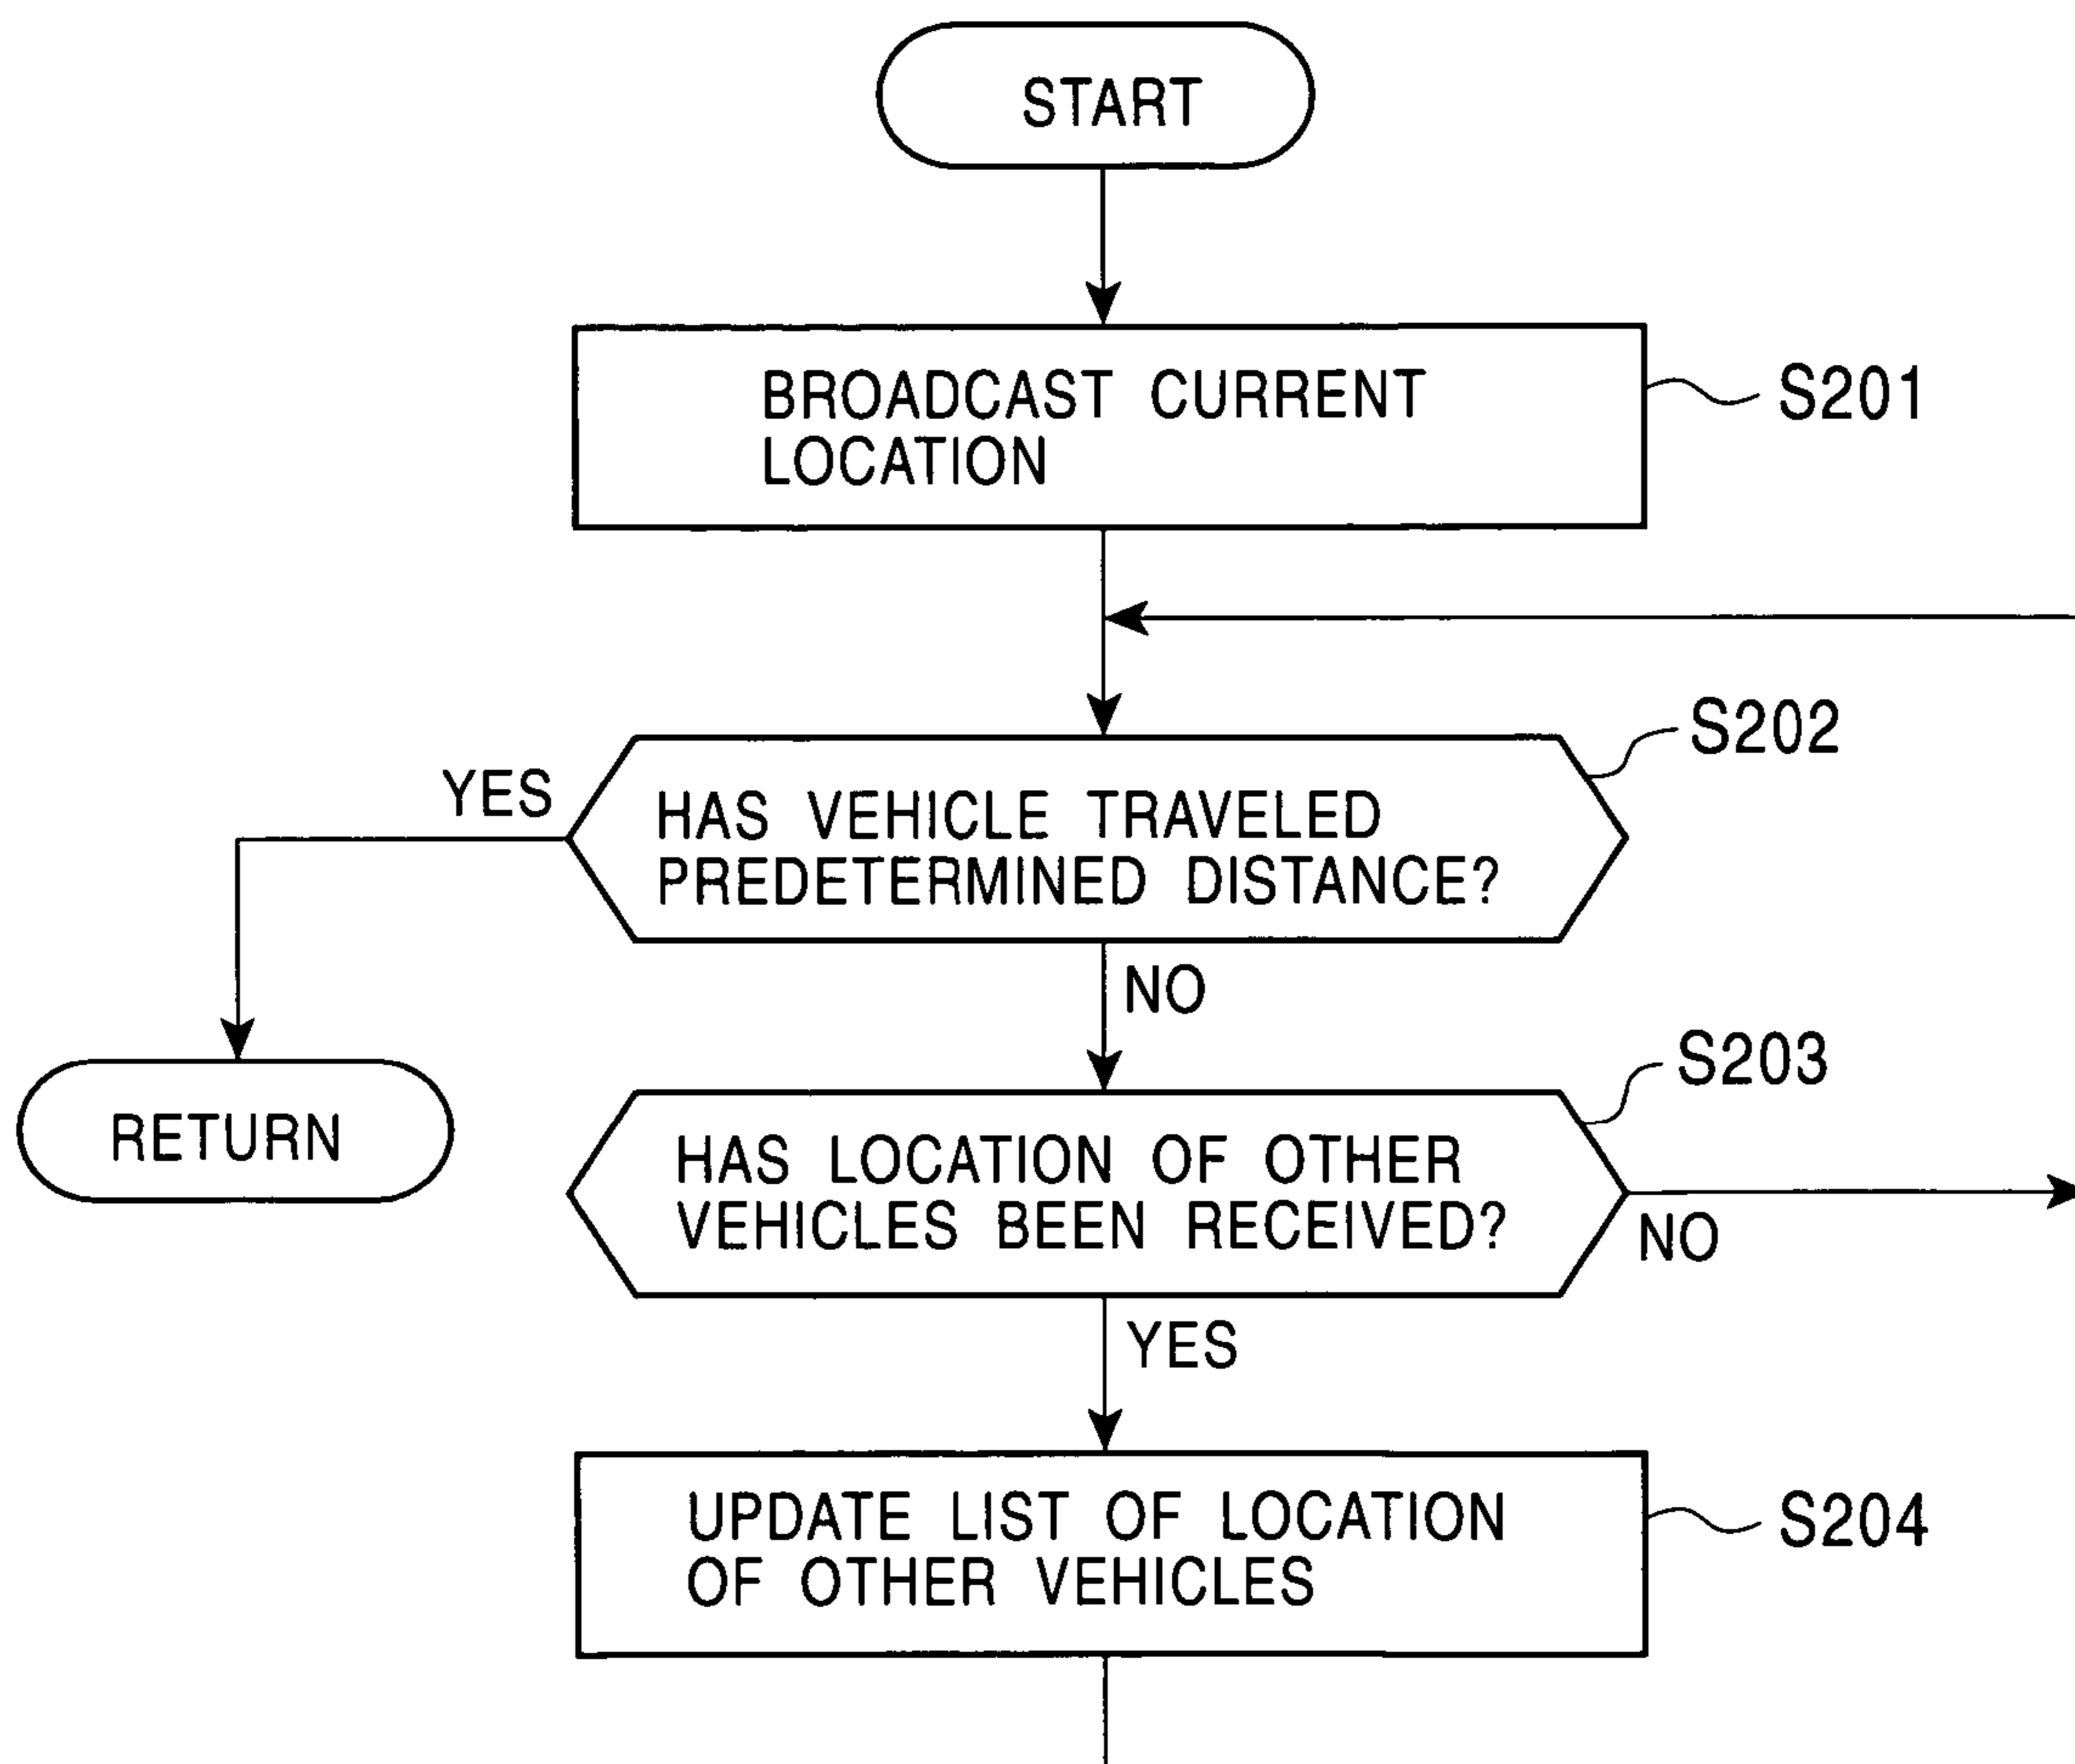 START
BROADCAST CURRENT
LOCATION
S201
S202
YES
HAS VEHICLE TRAVELED
PREDETERMINED DISTANCE?
NO
S203
RETURN
HAS LOCATION OF OTHER
VEHICLES BEEN RECEIVED?
NO
YES
UPDATE LIST OF LOCATION
OF OTHER VEHICLES
S204